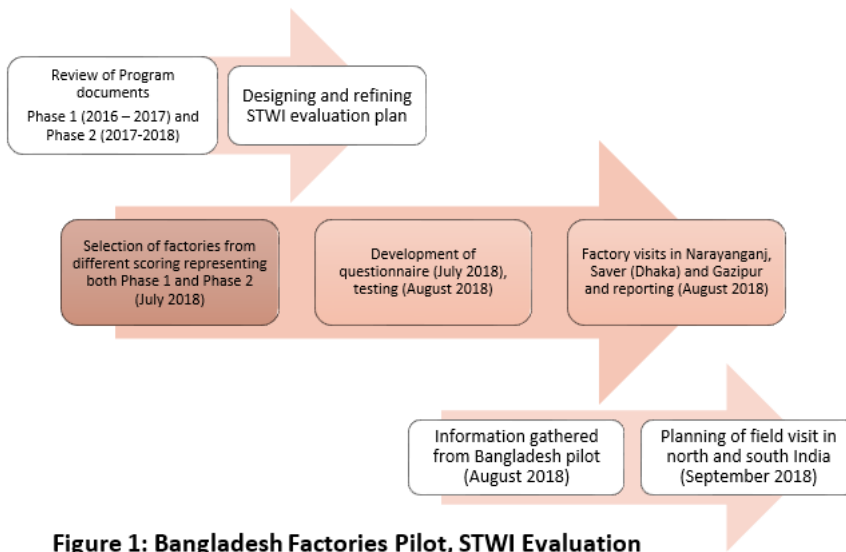 Review of Program
documents
Phase 1 (2016 – 2017) and
Phase 2 (2017-2018)
Designing and refining
STWI evaluation plan
Selection of factories from
different scoring representing
both Phase 1 and Phase 2
(July 2018)
Development of
questionnaire (July 2018),
testing (August 2018)
Factory visits in Narayanganj,
Saver (Dhaka) and Gazipur
and reporting (August 2018)
Information gathered
from Bangladesh pilot
(August 2018)
Planning of field visit in
north and south India
(September 2018)
Figure 1: Bangladesh Factories Pilot, STWI Evaluation